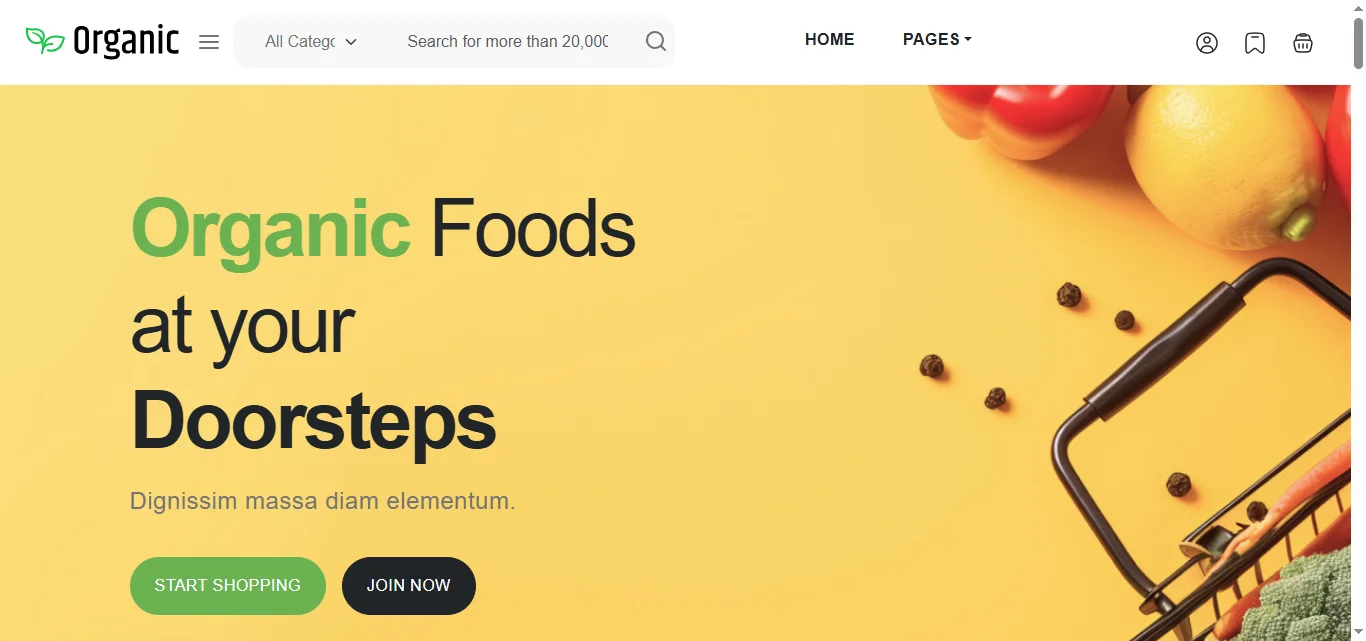 Organic
All Categc
Search for more than 20,000
HOME
PAGES
Organic Foods
at your
Doorsteps
Dignissim massa diam elementum.
START SHOPPING
JOIN NOW